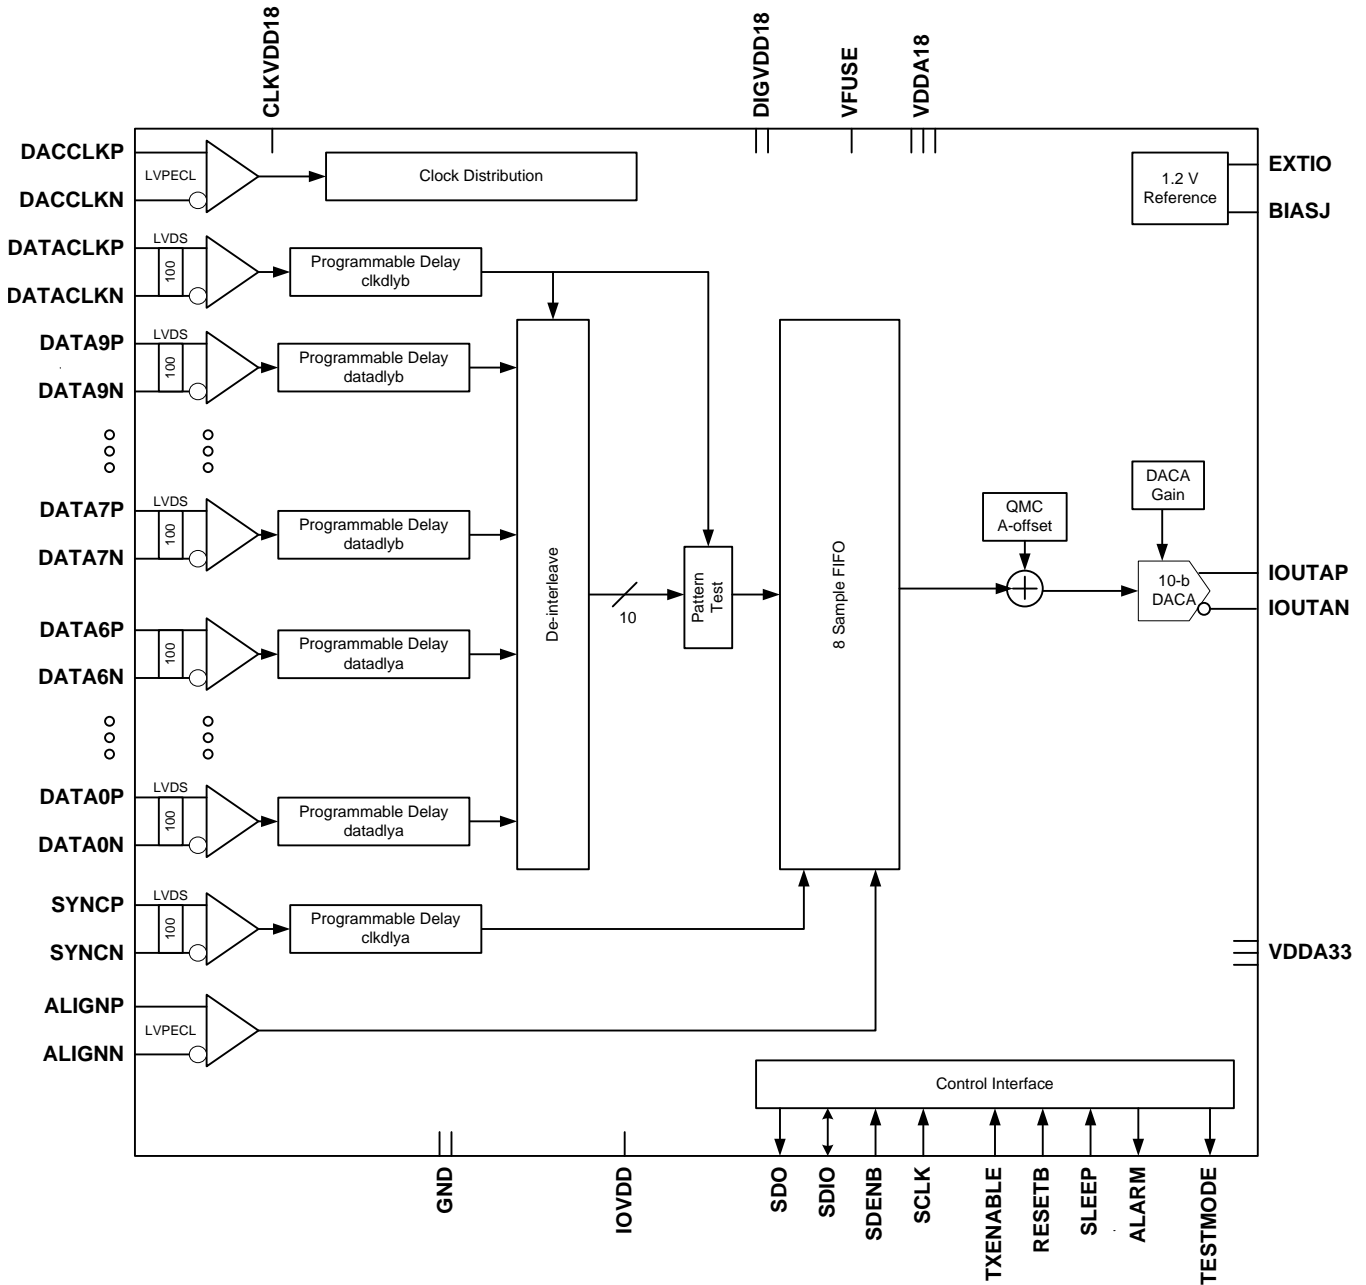 CLKVDD18
DIGVDD18
VFUSE
VDDA18
DACCLKP
LVPECL
DACCLKN
Clock Distribution
1.2 V
Reference
EXTIO
BIASJ
DATACLKP
LVDS
100
DATACLKN
Programmable Delay
clkdlyb
DATA9P
LVDS
100
DATA9N
Programmable Delay
datadlyb
DATA7P
LVDS
100
DATA7N
Programmable Delay
datadlyb
De-interleave
10
Pattern
Test
8 Sample FIFO
QMC
A-offset
DACA
Gain
10-b
DACA
IOUTAP
IOUTAN
DATA6P
LVDS
100
DATA6N
Programmable Delay
datadlya
DATA0P
LVDS
100
DATA0N
Programmable Delay
datadlya
SYNCP
LVDS
100
SYNCN
Programmable Delay
clkdlya
VDDA33
ALIGNP
LVPECL
ALIGNN
Control Interface
GND
IOVDD
SDO
SDIO
SDENB
SCLK
TXENABLE
RESETB
SLEEP
ALARM
TESTMODE